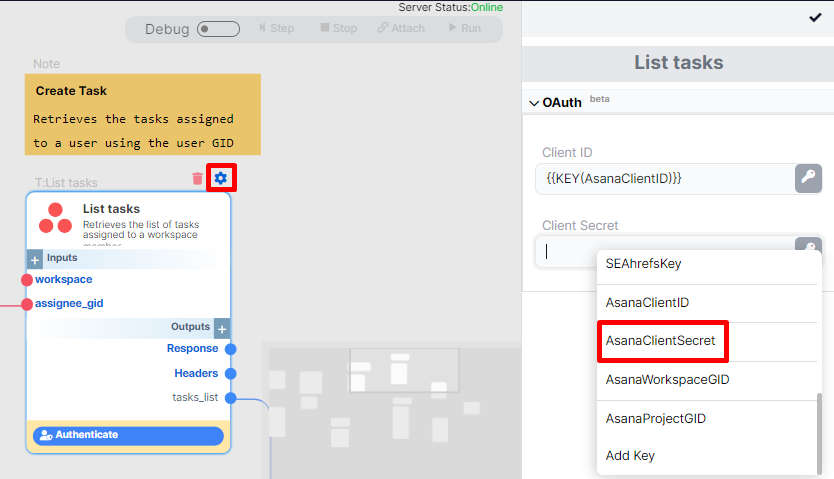 Server Status:Online
Debug
Step
Stop
Attach
Run
Note
Create Task
Retrieves the tasks assigned
to a user using the user GID
T:List tasks
List tasks
Retrieves the list of tasks
assigned to a workspace
member
Inputs
workspace
assignee_gid
Outputs
Response
Headers
tasks_list
Authenticate
List tasks
OAuth beta
Client ID
{{KEY(AsanaClientID)}}
Client Secret
SEAhrefsKey
AsanaClientID
AsanaClientSecret
AsanaWorkspaceGID
AsanaProjectGID
Add Key